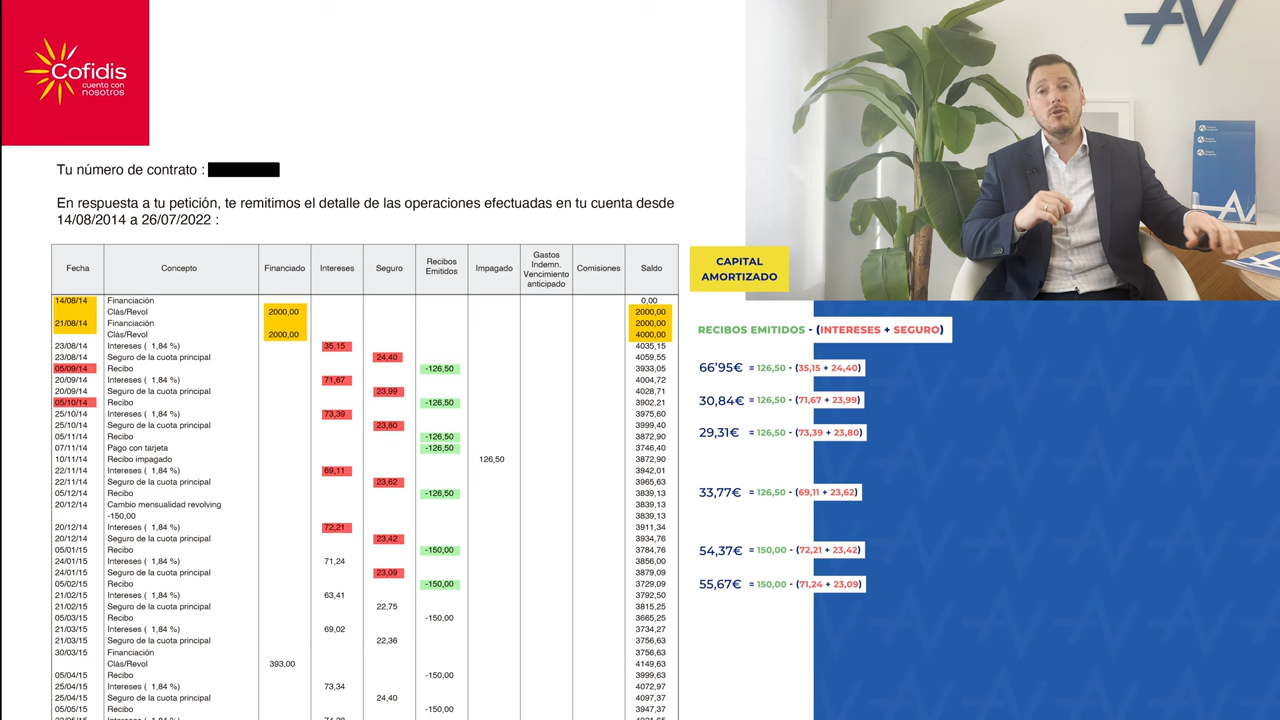 Cofidis
cuenta con
nosotros
Tu número de contrato :
En respuesta a tu petición, te remitimos el detalle de las operaciones efectuadas en tu cuenta desde
14/08/2014 a 26/07/2022 :
Fecha Concepto Financiado Intereses Seguro Recibos Emitidos Impagado Gastos Indemn. Vencimiento anticipado Comisiones Saldo
14/08/14 Financiación 0,00
Clás/Revol 2000,00 2000,00
21/08/14 Financiación 2000,00
Clás/Revol 2000,00 4000,00
23/08/14 Intereses ( 1,84 %) 35,15 4035,15
23/08/14 Seguro de la cuota principal 24,40 4059,55
05/09/14 Recibo -126,50 3933,05
20/09/14 Intereses ( 1,84 %) 71,67 4004,72
20/09/14 Seguro de la cuota principal 23,99 4028,71
05/10/14 Recibo -126,50 3902,21
25/10/14 Intereses ( 1,84 %) 73,39 3975,60
25/10/14 Seguro de la cuota principal 23,80 3999,40
05/11/14 Recibo -126,50 3872,90
07/11/14 Pago con tarjeta -126,50 3746,40
10/11/14 Recibo impagado 126,50 3872,90
22/11/14 Intereses ( 1,84 %) 69,11 3942,01
22/11/14 Seguro de la cuota principal 23,62 3965,63
05/12/14 Recibo -126,50 3839,13
20/12/14 Cambio mensualidad revolving 3839,13
-150,00 3839,13
20/12/14 Intereses ( 1,84 %) 72,21 3911,34
20/12/14 Seguro de la cuota principal 23,42 3934,76
05/01/15 Recibo -150,00 3784,76
24/01/15 Intereses ( 1,84 %) 71,24 3856,00
24/01/15 Seguro de la cuota principal 23,09 3879,09
05/02/15 Recibo -150,00 3729,09
21/02/15 Intereses ( 1,84 %) 63,41 3792,50
21/02/15 Seguro de la cuota principal 22,75 3815,25
05/03/15 Recibo -150,00 3665,25
21/03/15 Intereses ( 1,84 %) 69,02 3734,27
21/03/15 Seguro de la cuota principal 22,36 3756,63
30/03/15 Financiación 3756,63
Clás/Revol 393,00 4149,63
05/04/15 Recibo -150,00 3999,63
25/04/15 Intereses ( 1,84 %) 73,34 4072,97
25/04/15 Seguro de la cuota principal 24,40 4097,37
05/05/15 Recibo -150,00 3947,37
CAPITAL
AMORTIZADO
RECIBOS EMITIDOS - (INTERESES + SEGURO)
66'95€ = 126,50 - (35,15 + 24,40)
30,84€ = 126,50 - (71,67 + 23,99)
29,31€ = 126,50 - (73,39 + 23,80)
33,77€ = 126,50 - (69,11 + 23,62)
54,37€ = 150,00 - (72,21 + 23,42)
55,67€ = 150,00 - (71,24 + 23,09)